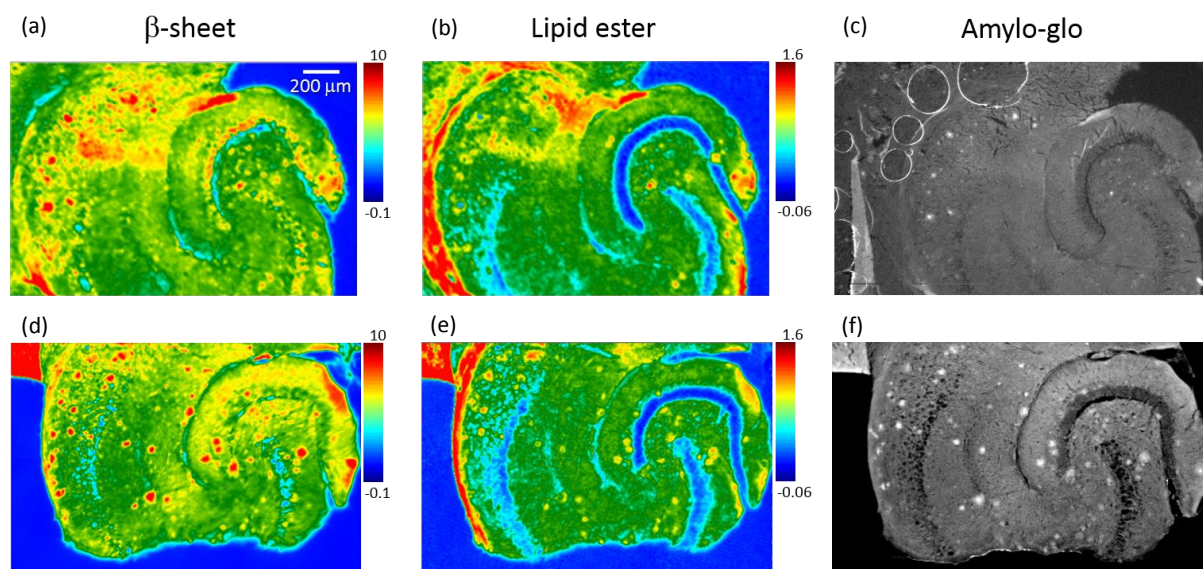 (a) β-sheet
(b) Lipid ester
(c) Amylo-glo
10
200 μm
-0.1
1.6
-0.06
(d)
(e)
(f)
10
-0.1
1.6
-0.06